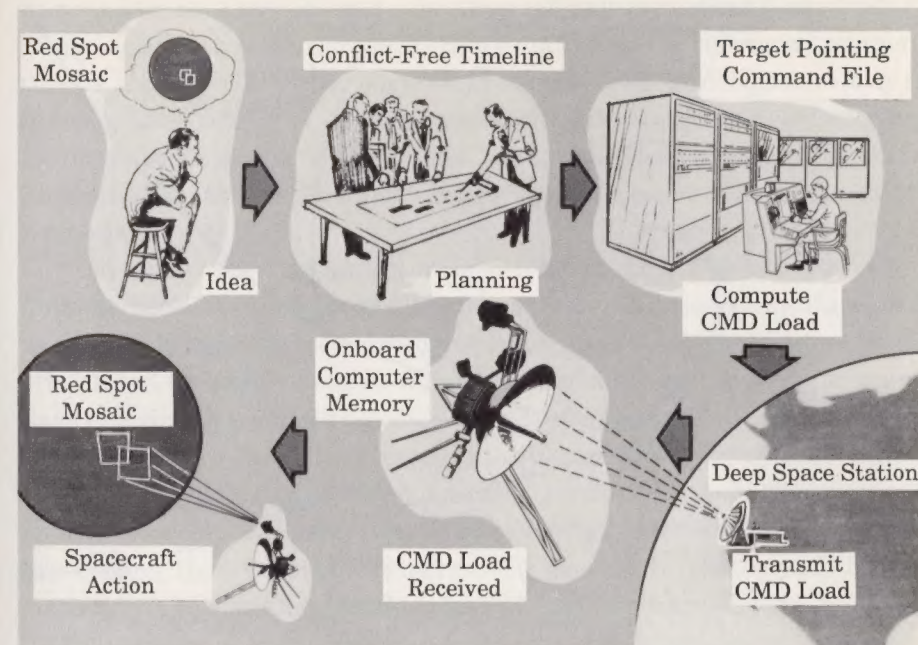 Red Spot
Mosaic
Conflict-Free Timeline
Target Pointing
Command File
Idea
Planning
Compute
CMD Load
Deep Space Station
Transmit
CMD Load
Onboard
Computer
Memory
CMD Load
Received
Red Spot
Mosaic
Spacecraft
Action